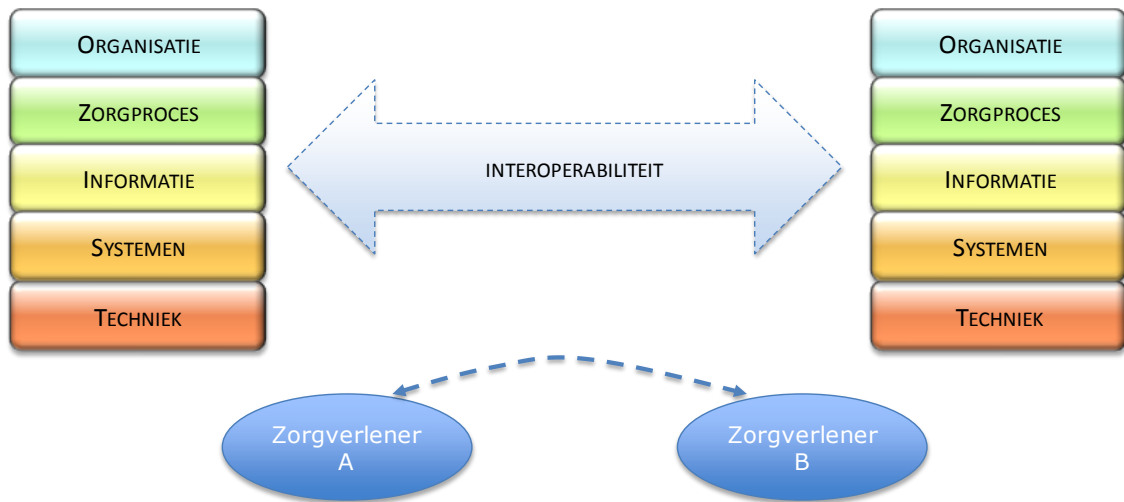 ORGANISATIE
ZORGPROCES
INFORMATIE
SYSTEMEN
TECHNIEK
INTEROPERABILITEIT
ORGANISATIE
ZORGPROCES
INFORMATIE
SYSTEMEN
TECHNIEK
Zorgverlener
A
Zorgverlener
B